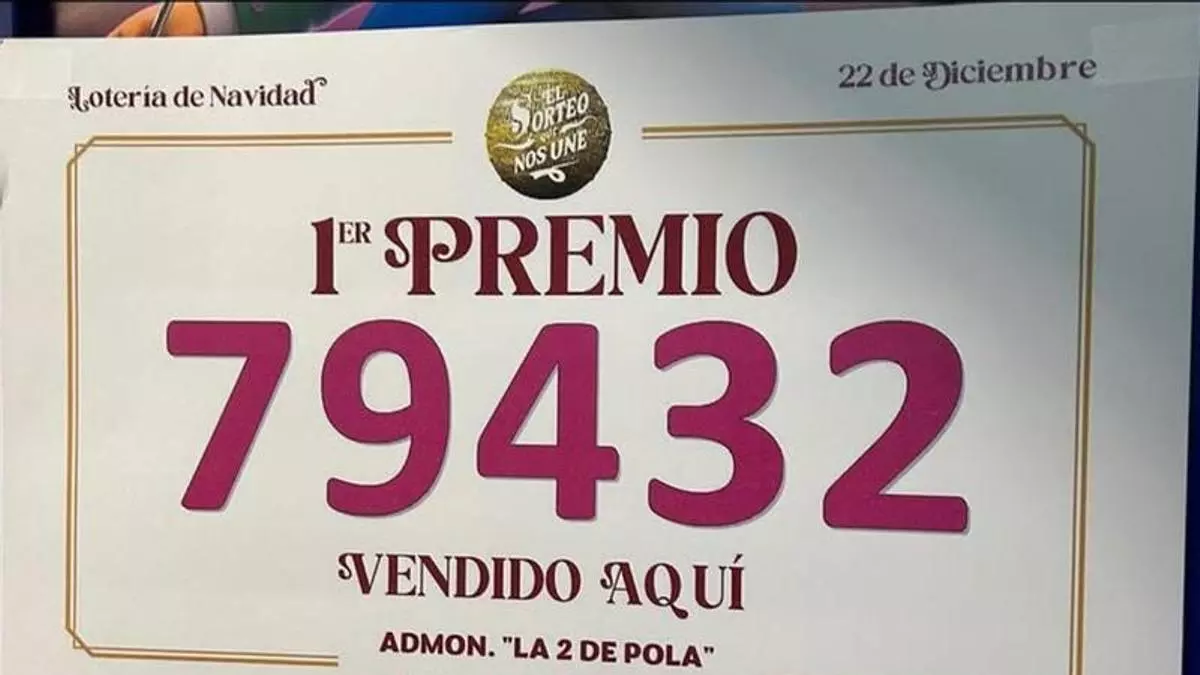 Lotería de Navidad
22 de Diciembre
EL
SORTEO
QUE
NOS UNE
1ER PREMIO
79432
VENDIDO AQUÍ
ADMON. "LA 2 DE POLA"